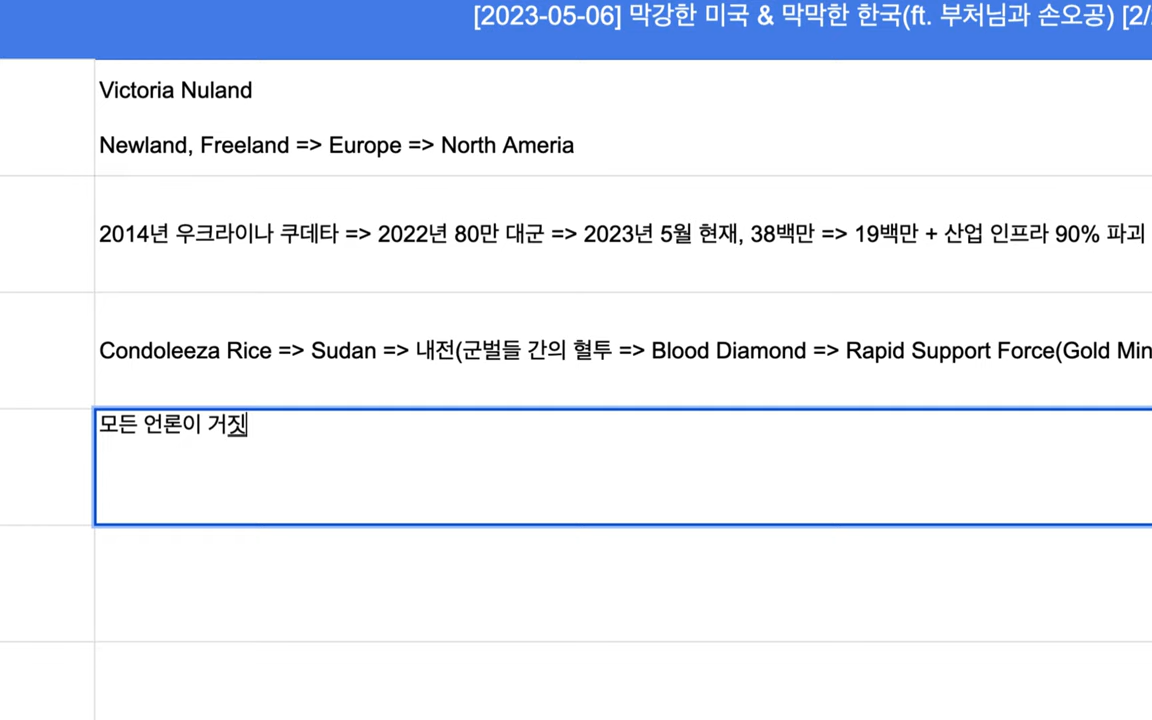 [2023-05-06] 막강한 미국 & 막막한 한국(ft. 부처님과 손오공) [2/
Victoria Nuland
Newland, Freeland => Europe => North Ameria
2014년 우크라이나 쿠데타 => 2022년 80만 대군 => 2023년 5월 현재, 38백만 => 19백만 + 산업 인프라 90% 파괴
Condoleeza Rice => Sudan => 내전(군벌들 간의 혈투 => Blood Diamond => Rapid Support Force(Gold Min
모든 언론이 거짓